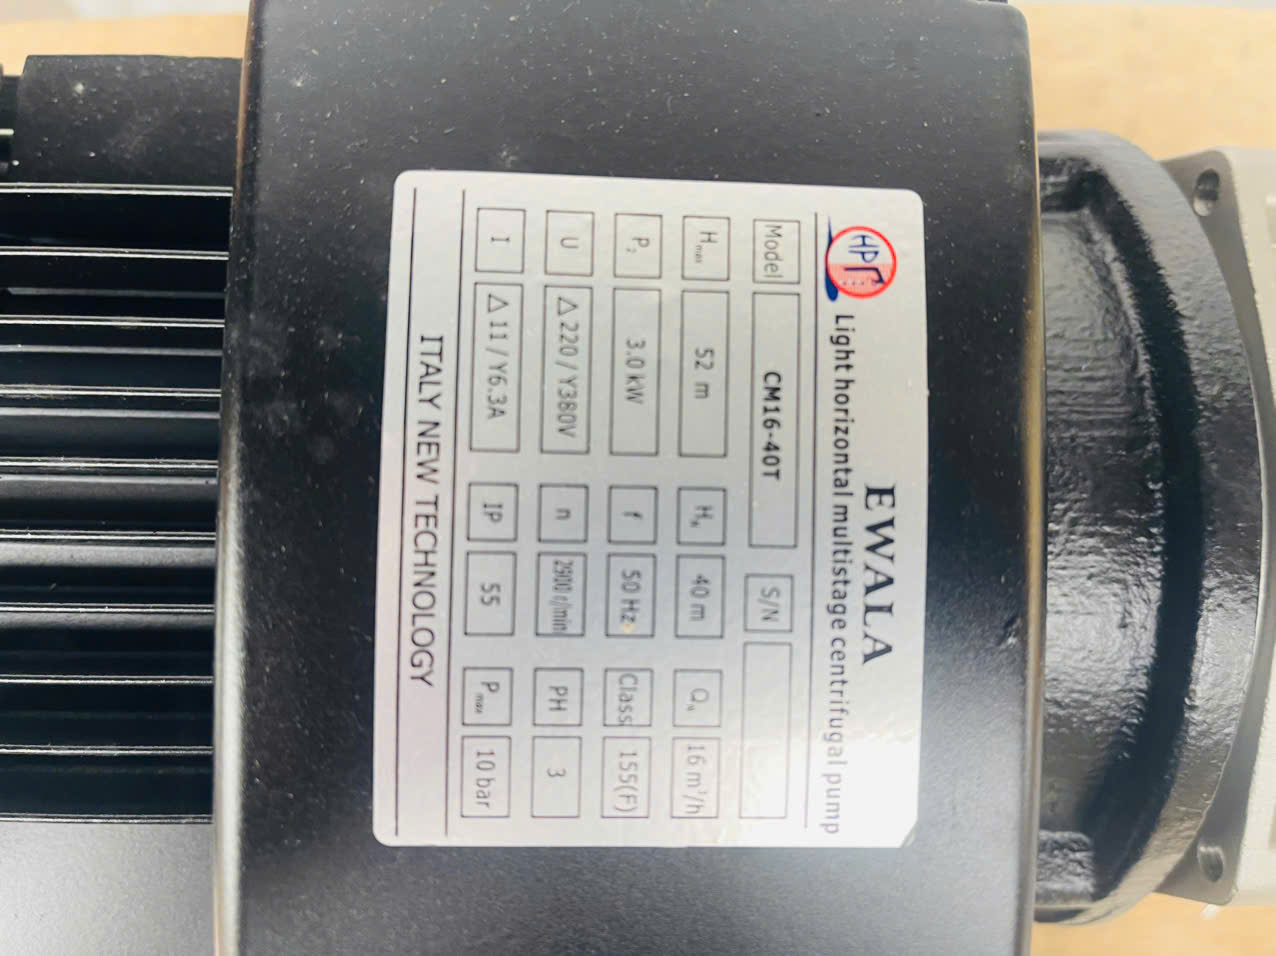 HP
EWALA
Light horizontal multistage centrifugal pump
Model CM16-40T S/N
Hmax 52 m HN 40 m QN 16 m³/h
P2 3.0 kW f 50 Hz Class 155(F)
U △220 / Y380V n 2900 r/min PH 3
I △11 / Y6.3A IP 55 Pmax 10 bar
ITALY NEW TECHNOLOGY